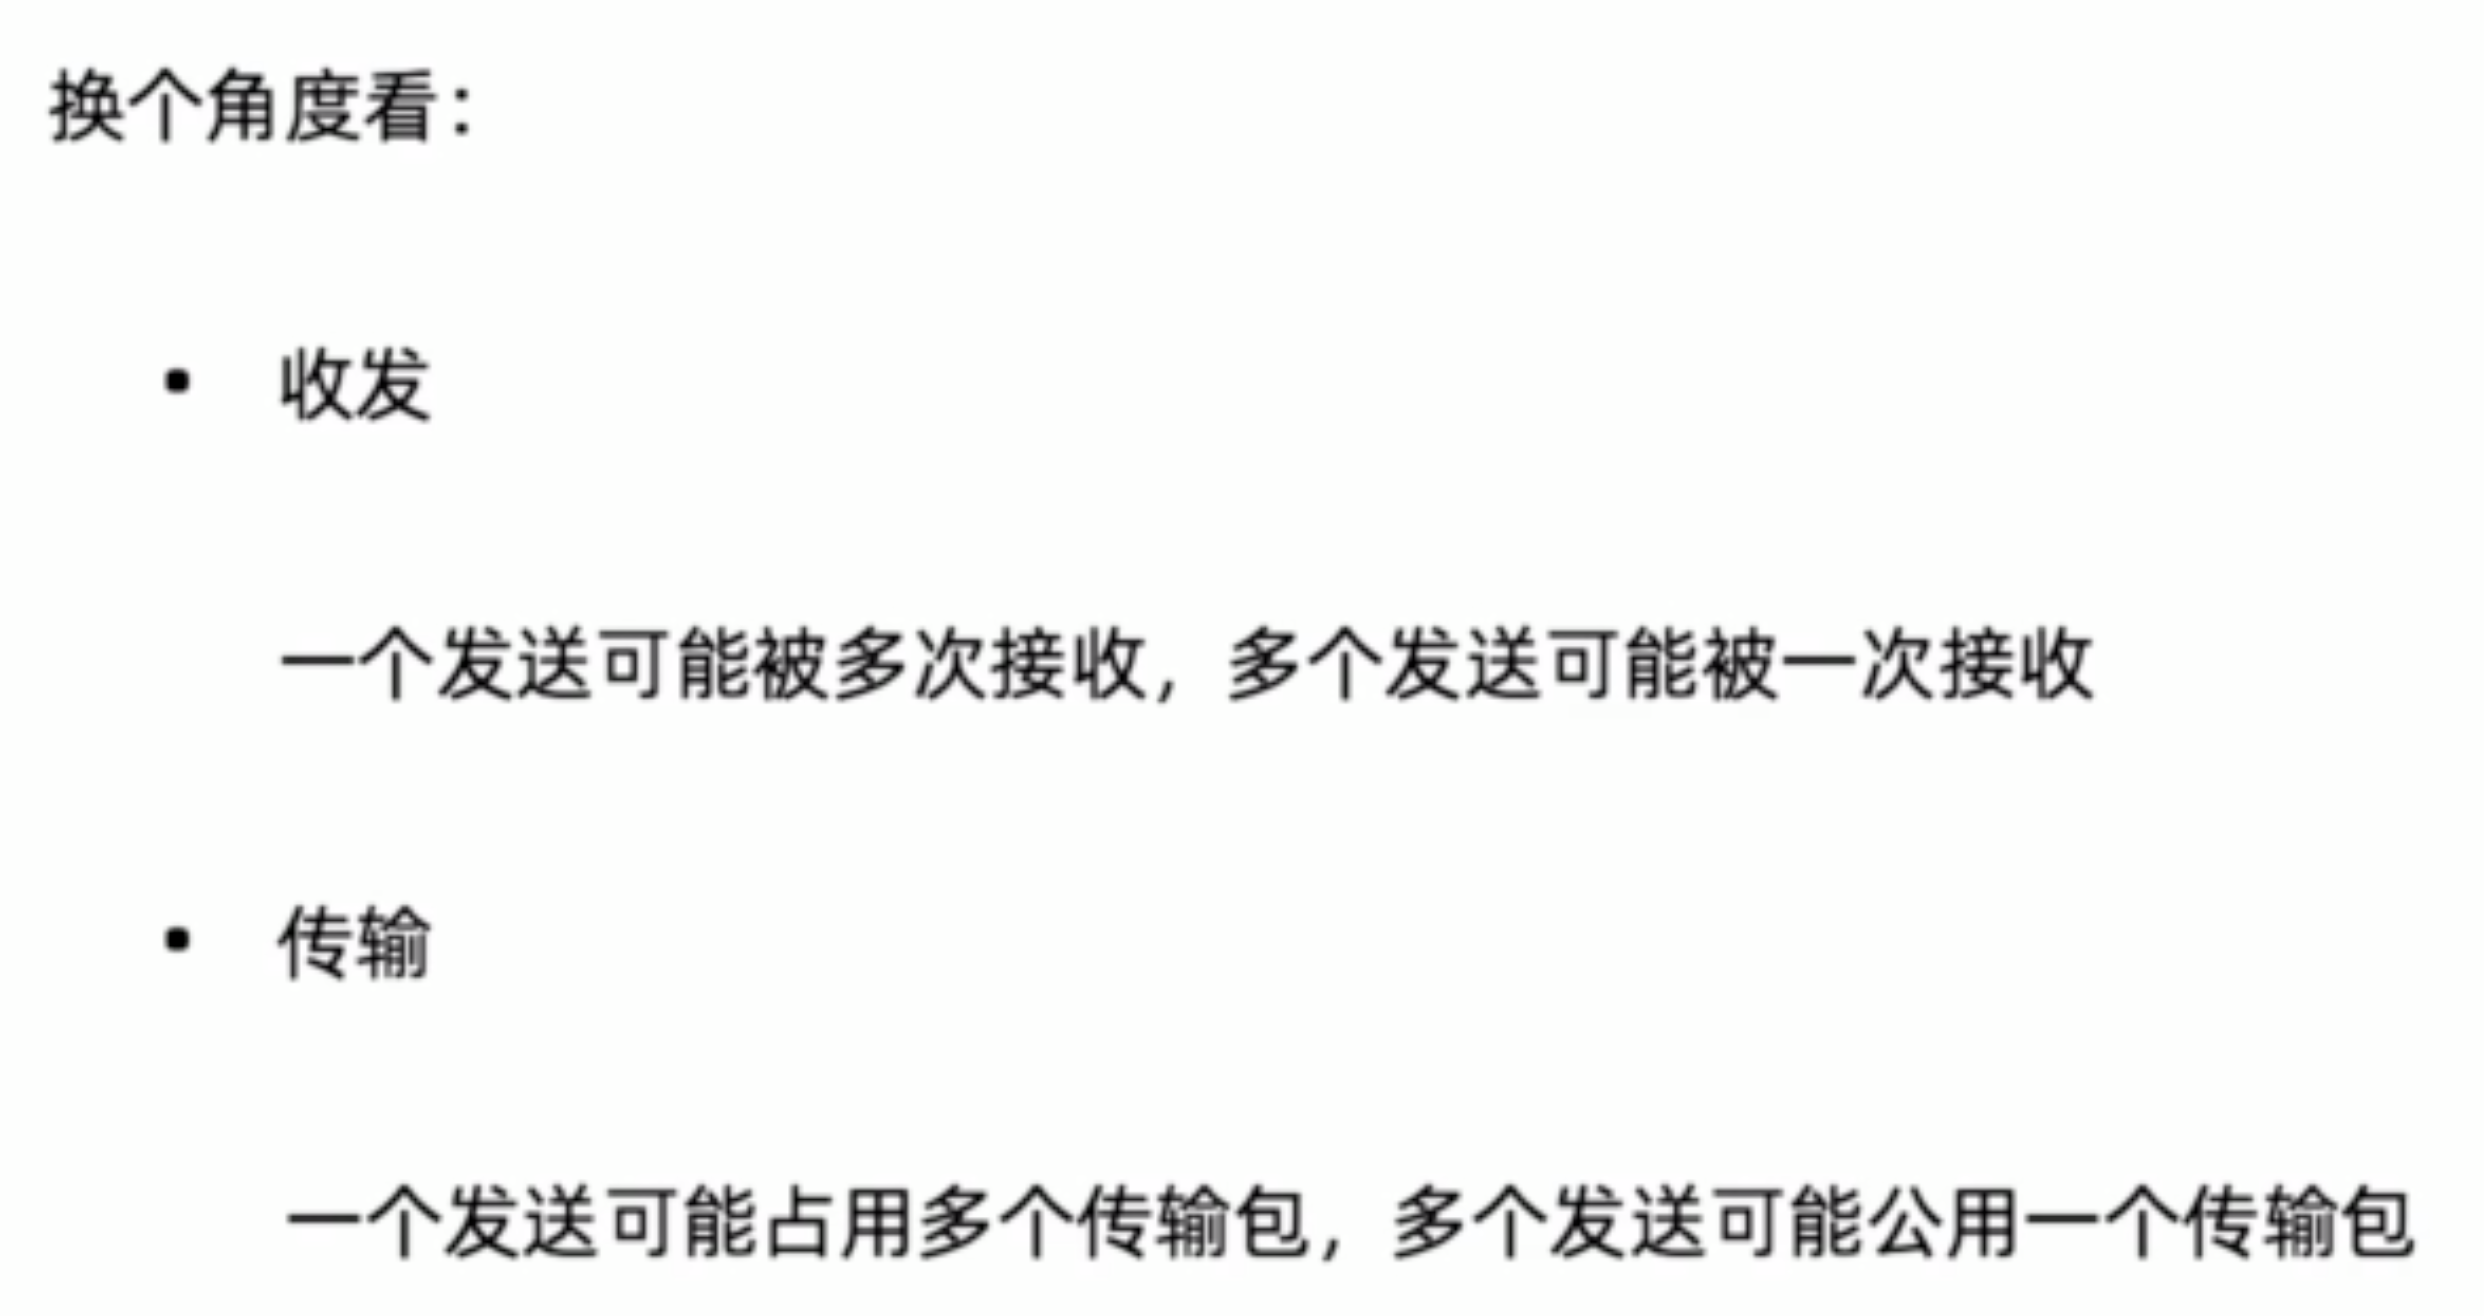 换个角度看：
• 收发
一个发送可能被多次接收，多个发送可能被一次接收
• 传输
一个发送可能占用多个传输包，多个发送可能公用一个传输包